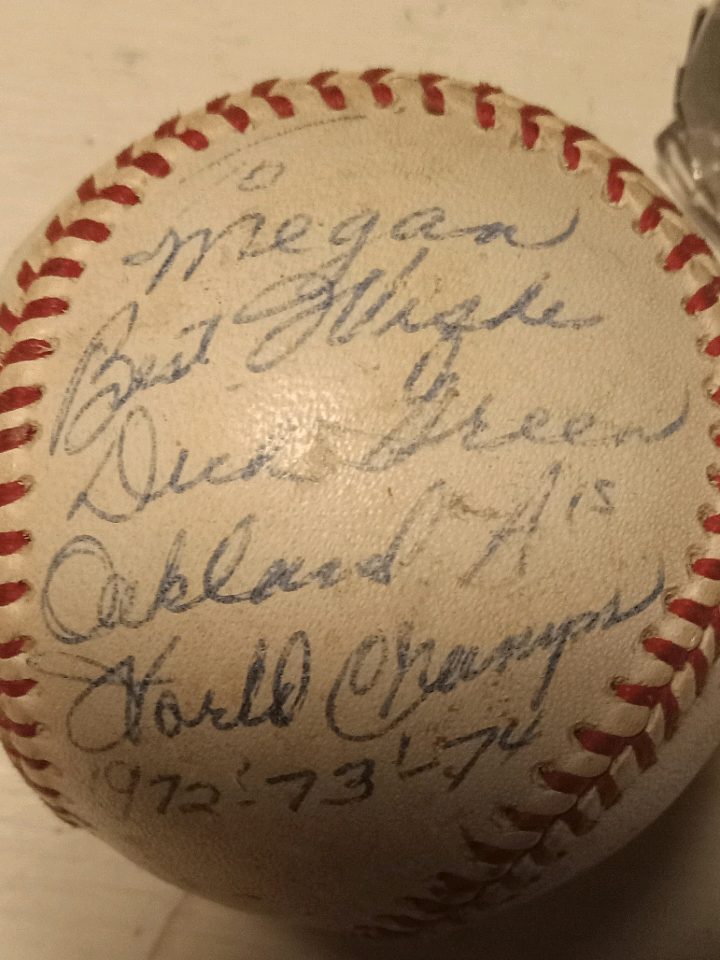 To
Megan
Best Wishes
Dick Green
Oakland A's
World Champs
1972'-73'-74